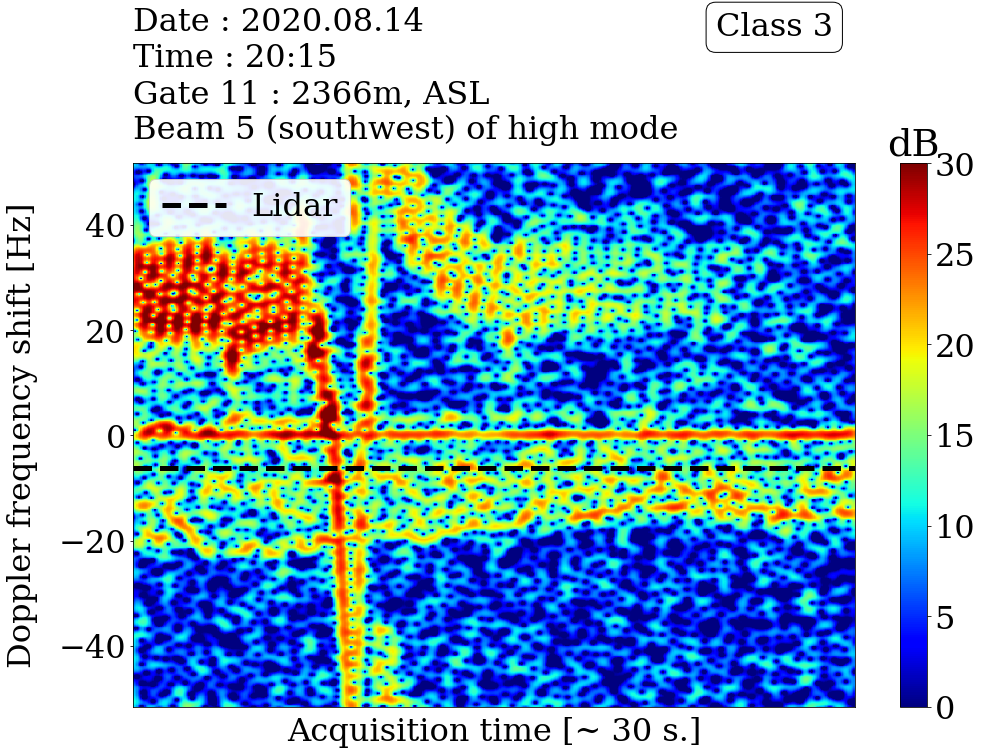 Date : 2020.08.14
Class 3
Time : 20:15
Gate 11 : 2366m, ASL
Beam 5 (southwest) of high mode
dB
Lidar
Doppler frequency shift [Hz]
40
20
0
−20
−40
30
25
20
15
10
5
0
Acquisition time [~ 30 s.]